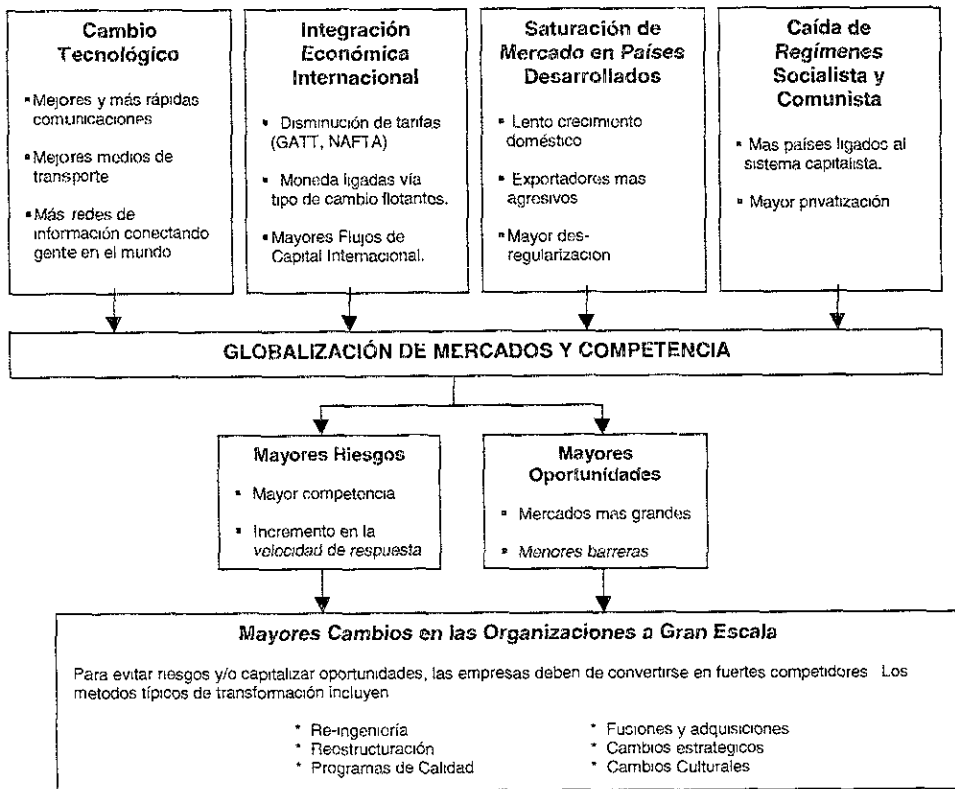 Cambio
Tecnológico
▪Mejores y más rápidas
comunicaciones
▪Mejores medios de
transporte
▪Más redes de
información conectando
gente en el mundo
Integración
Económica
Internacional
▪ Disminución de tarifas
(GATT, NAFTA)
▪ Moneda ligadas vía
tipo de cambio flotantes.
▪ Mayores Flujos de
Capital Internacional.
Saturación de
Mercado en Países
Desarrollados
▪ Lento crecimiento
doméstico
▪ Exportadores mas
agresivos
▪ Mayor des-
regularización
Caída de
Regímenes
Socialista y
Comunista
▪ Mas países ligados al
sistema capitalista.
▪ Mayor privatización
GLOBALIZACIÓN DE MERCADOS Y COMPETENCIA
Mayores Riesgos
▪ Mayor competencia
▪ Incremento en la
velocidad de respuesta
Mayores
Oportunidades
▪ Mercados mas grandes
▪ Menores barreras
Mayores Cambios en las Organizaciones a Gran Escala
Para evitar riesgos y/o capitalizar oportunidades, las empresas deben de convertirse en fuertes competidores Los
metodos típicos de transformación incluyen
* Re-ingeniería
* Reestructuración
* Programas de Calidad
* Fusiones y adquisiciones
* Cambios estrategicos
* Cambios Culturales